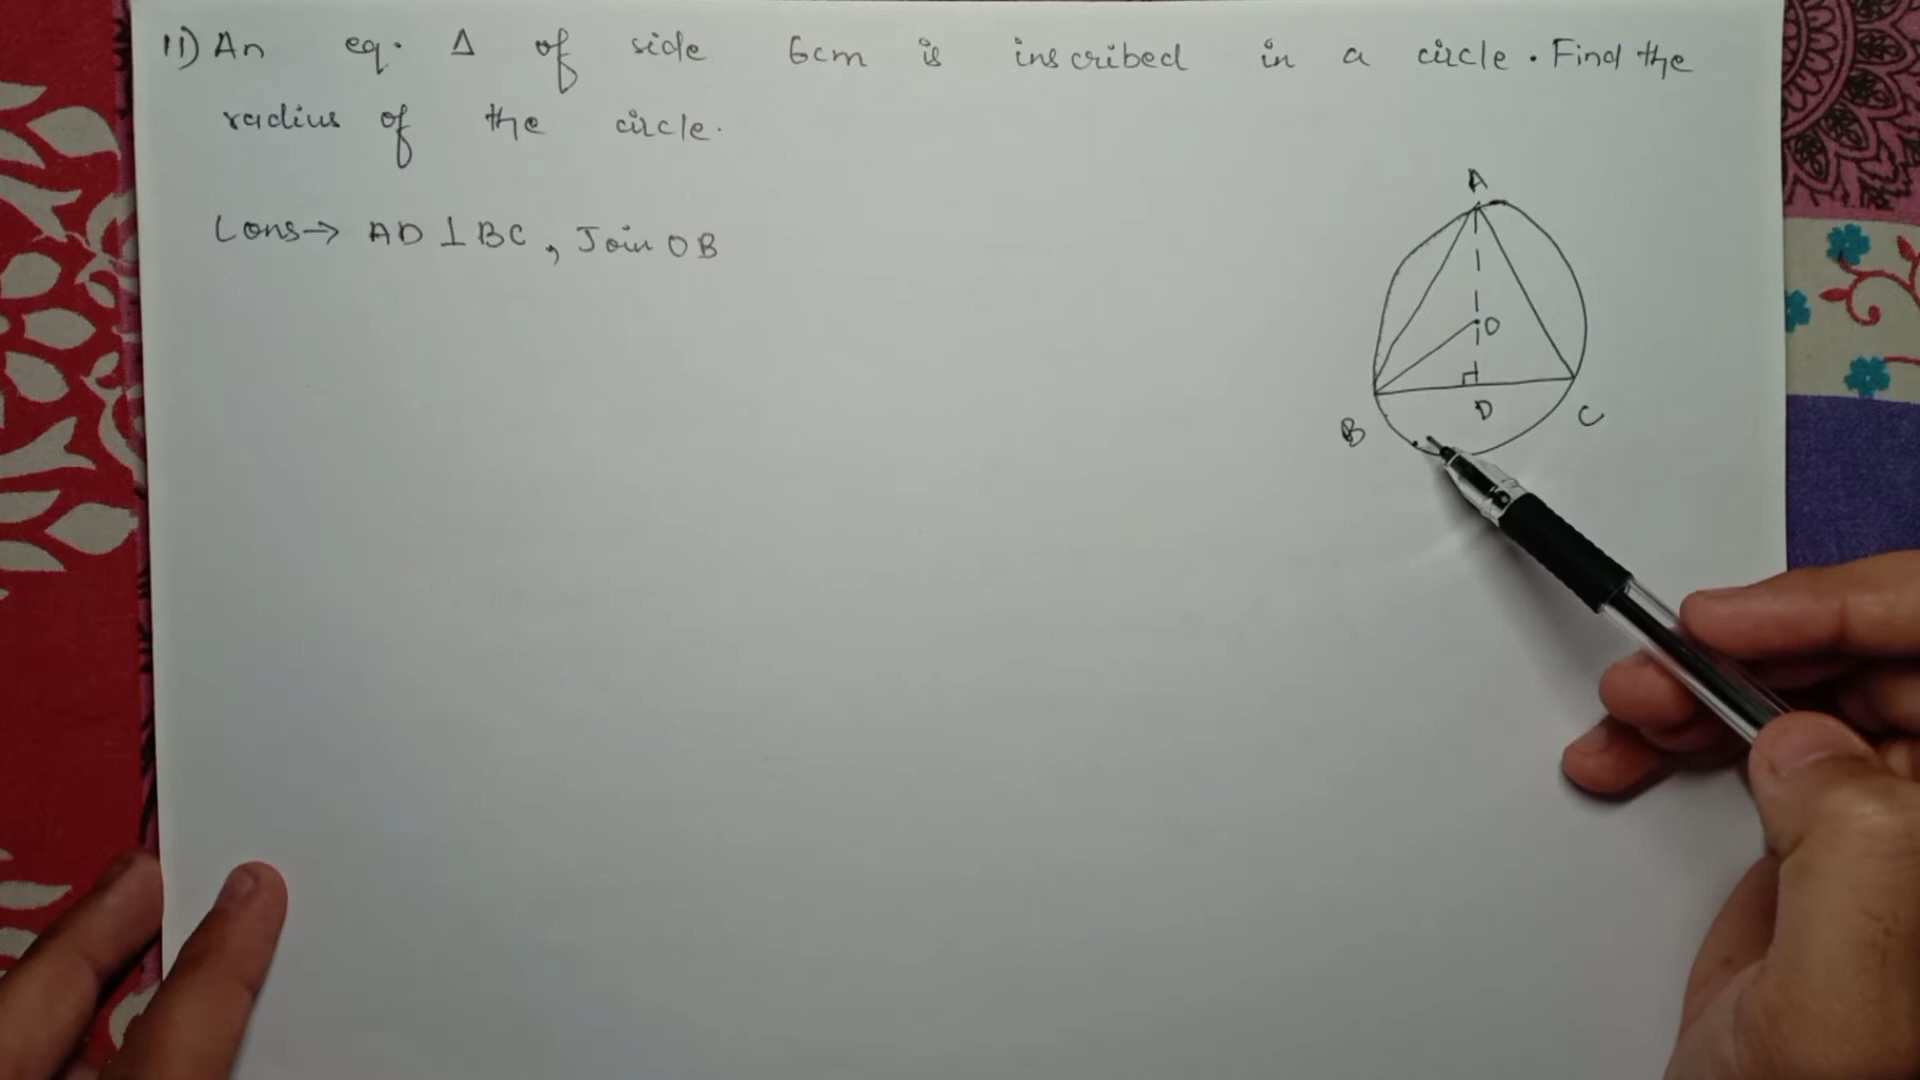 11) An eq. Δ of side 6cm is inscribed in a circle. Find the
radius of the circle.
Cons→ AD ⊥ BC, Join OB
A
O
D
B
C